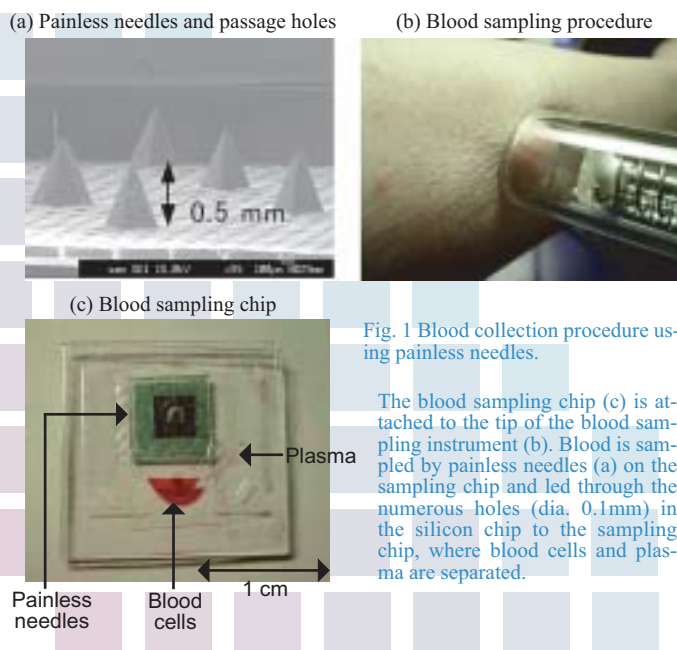 (a) Painless needles and passage holes
(b) Blood sampling procedure
0.5 mm
(c) Blood sampling chip
Plasma
1 cm
Painless
needles
Blood
cells
Fig. 1 Blood collection procedure us-
ing painless needles.
The blood sampling chip (c) is at-
tached to the tip of the blood sam-
pling instrument (b). Blood is sam-
pled by painless needles (a) on the
sampling chip and led through the
numerous holes (dia. 0.1mm) in
the silicon chip to the sampling
chip, where blood cells and plas-
ma are separated.